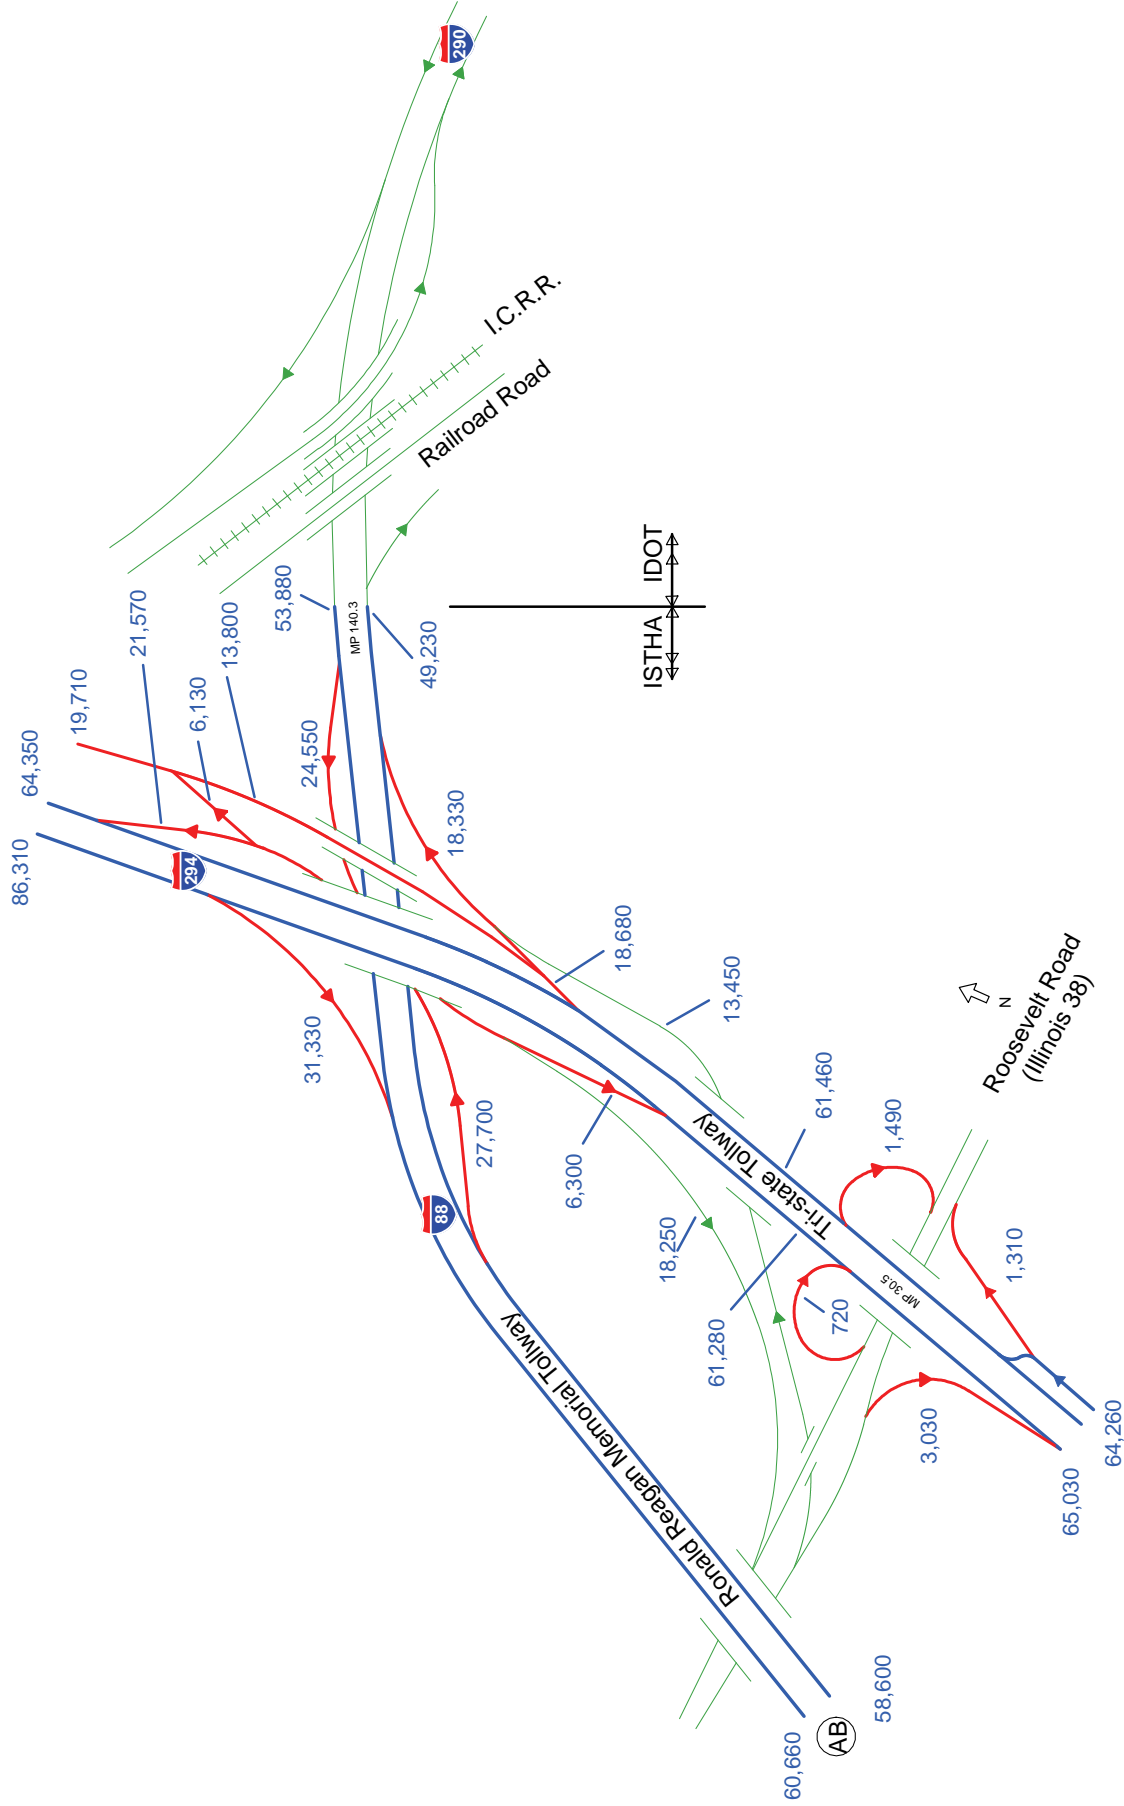 290
I.C.R.R.
Railroad Road
21,570
13,800
53,880
MP 140.3
49,230
ISTHA
IDOT
19,710
6,130
64,350
24,550
86,310
294
18,330
18,680
13,450
31,330
N
Roosevelt Road
(Illinois 38)
27,700
6,300
61,460
1,490
Tri-state Tollway
88
18,250
61,280
720
MP 30.5
1,310
Ronald Reagan Memorial Tollway
3,030
64,260
65,030
58,600
60,660
AB